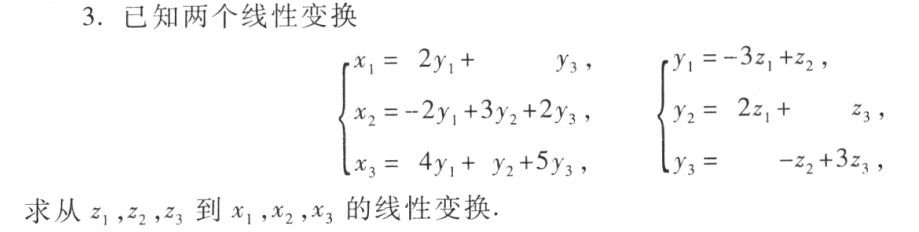 3. 已知两个线性变换
x₁ = 2y₁ + y₃, y₁ = -3z₁ + z₂,
x₂ = -2y₁ + 3y₂ + 2y₃, y₂ = 2z₁ + z₃,
x₃ = 4y₁ + y₂ + 5y₃, y₃ = -z₂ + 3z₃,
求从 z₁, z₂, z₃ 到 x₁, x₂, x₃ 的线性变换.